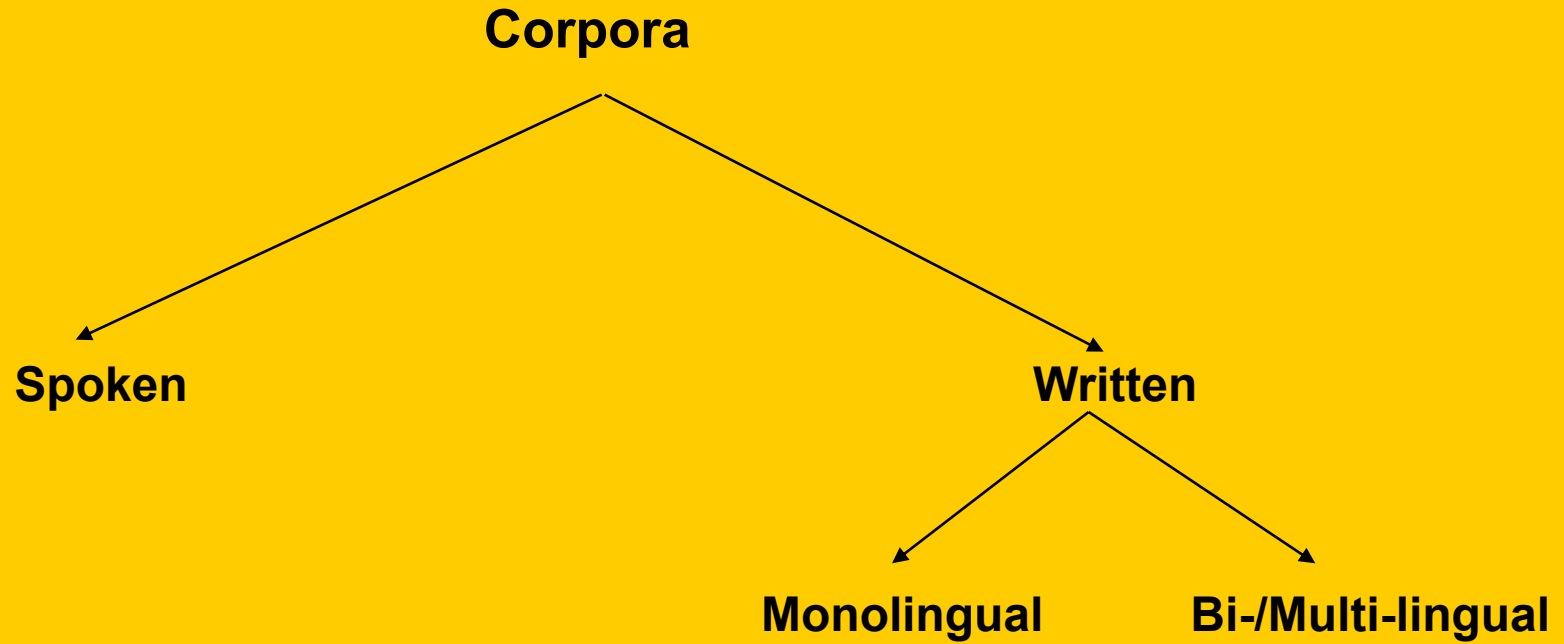 Corpora
Spoken
Written
Monolingual
Bi-/Multi-lingual